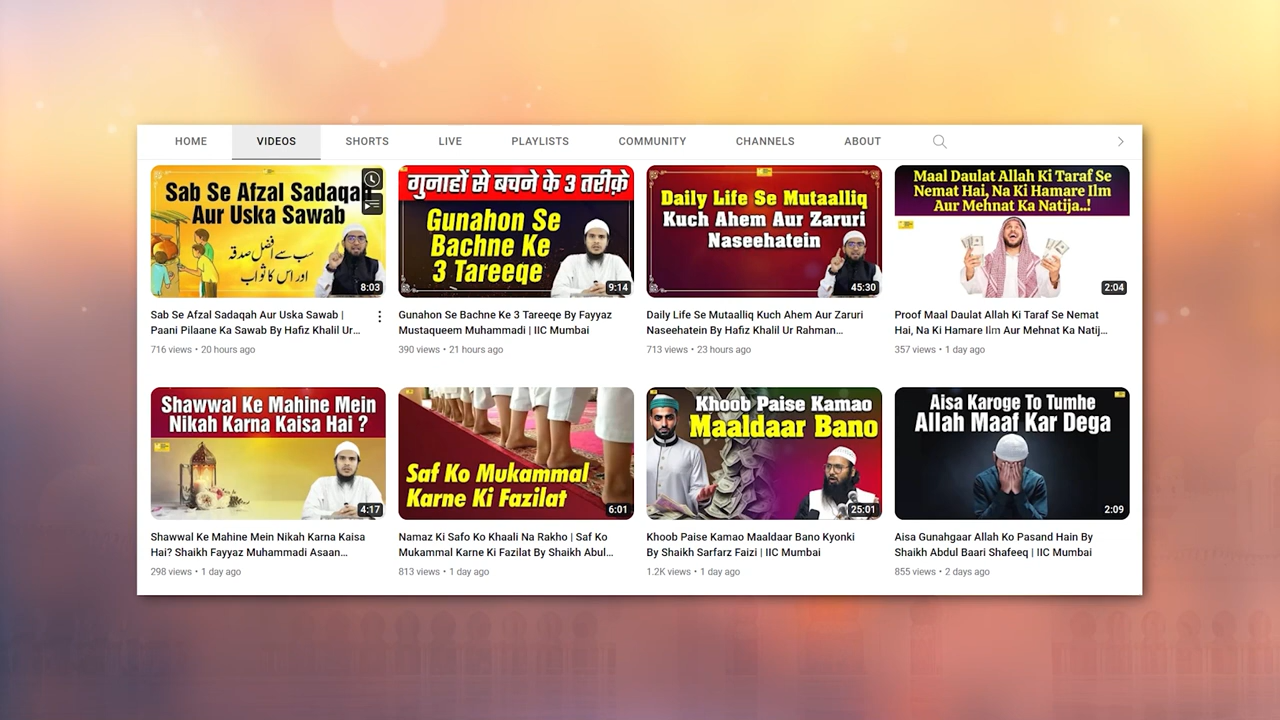 HOME VIDEOS SHORTS LIVE PLAYLISTS COMMUNITY CHANNELS ABOUT
Sab Se Afzal Sadaqah
Aur Uska Sawab
سب سے افضل صدقہ
اور اس کا ثواب
8:03
गुनाहों से बचने के 3 तरीक़े
Gunahon Se
Bachne Ke
3 Tareeqe
9:14
Daily Life Se Mutaalliq
Kuch Ahem Aur Zaruri
Naseehatein
45:30
Maal Daulat Allah Ki Taraf Se
Nemat Hai, Na Ki Hamare Ilm
Aur Mehnat Ka Natija..!
2:04
Sab Se Afzal Sadaqah Aur Uska Sawab |
Paani Pilaane Ka Sawab By Hafiz Khalil Ur...
716 views • 20 hours ago
Gunahon Se Bachne Ke 3 Tareeqe By Fayyaz
Mustaqueem Muhammadi | IIC Mumbai
390 views • 21 hours ago
Daily Life Se Mutaalliq Kuch Ahem Aur Zaruri
Naseehatein By Hafiz Khalil Ur Rahman...
713 views • 23 hours ago
Proof Maal Daulat Allah Ki Taraf Se Nemat
Hai, Na Ki Hamare Ilm Aur Mehnat Ka Natij...
357 views • 1 day ago
Shawwal Ke Mahine Mein
Nikah Karna Kaisa Hai ?
4:17
Saf Ko Mukammal
Karne Ki Fazilat
6:01
Khoob Paise Kamao
Maaldaar Bano
25:01
Aisa Karoge To Tumhe
Allah Maaf Kar Dega
2:09
Shawwal Ke Mahine Mein Nikah Karna Kaisa
Hai? Shaikh Fayyaz Muhammadi Asaan...
298 views • 1 day ago
Namaz Ki Safo Ko Khaali Na Rakho | Saf Ko
Mukammal Karne Ki Fazilat By Shaikh Abul...
813 views • 1 day ago
Khoob Paise Kamao Maaldaar Bano Kyonki
By Shaikh Sarfarz Faizi | IIC Mumbai
1.2K views • 1 day ago
Aisa Gunahgaar Allah Ko Pasand Hain By
Shaikh Abdul Baari Shafeeq | IIC Mumbai
855 views • 2 days ago